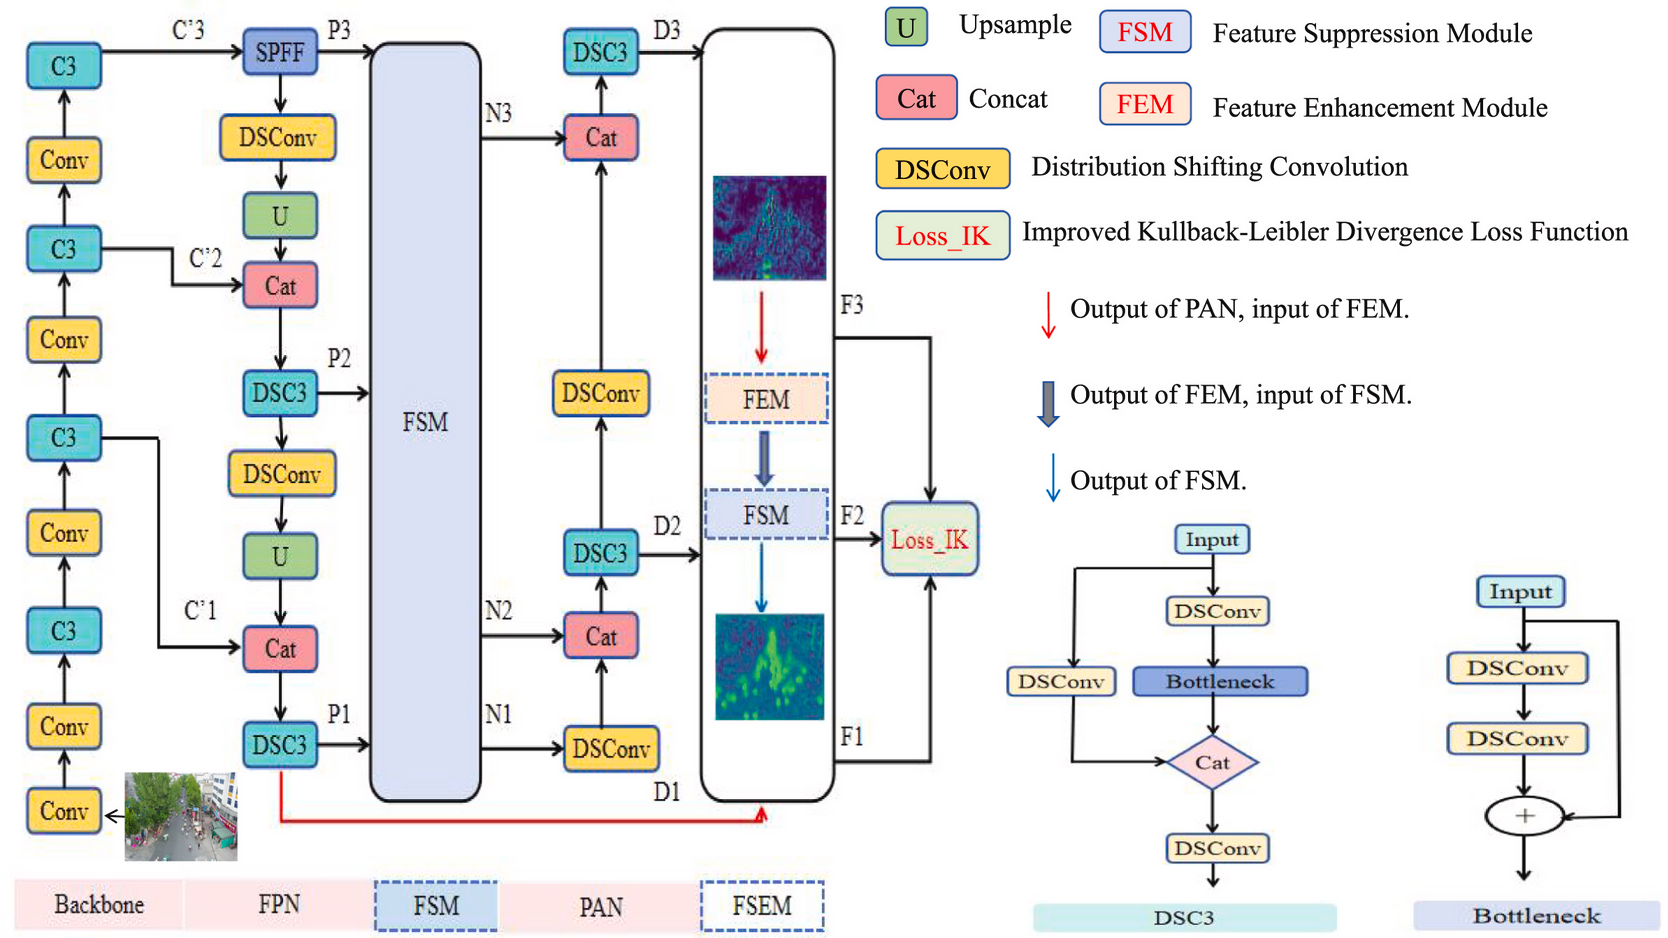 C3
Conv
C3
Conv
C3
Conv
C3
Conv
Conv
C’3
C’2
C’1
SPFF
DSConv
U
Cat
DSC3
DSConv
U
Cat
DSC3
P3
P2
P1
FSM
N3
N2
N1
DSC3
Cat
DSConv
DSC3
Cat
DSConv
D3
D2
D1
FEM
FSM
F3
F2
F1
Loss_IK
Backbone
FPN
FSM
PAN
FSEM
U Upsample
FSM Feature Suppression Module
Cat Concat
FEM Feature Enhancement Module
DSConv Distribution Shifting Convolution
Loss_IK Improved Kullback-Leibler Divergence Loss Function
Output of PAN, input of FEM.
Output of FEM, input of FSM.
Output of FSM.
Input
DSConv
DSConv
Bottleneck
Cat
DSConv
DSC3
Input
DSConv
DSConv
+
Bottleneck